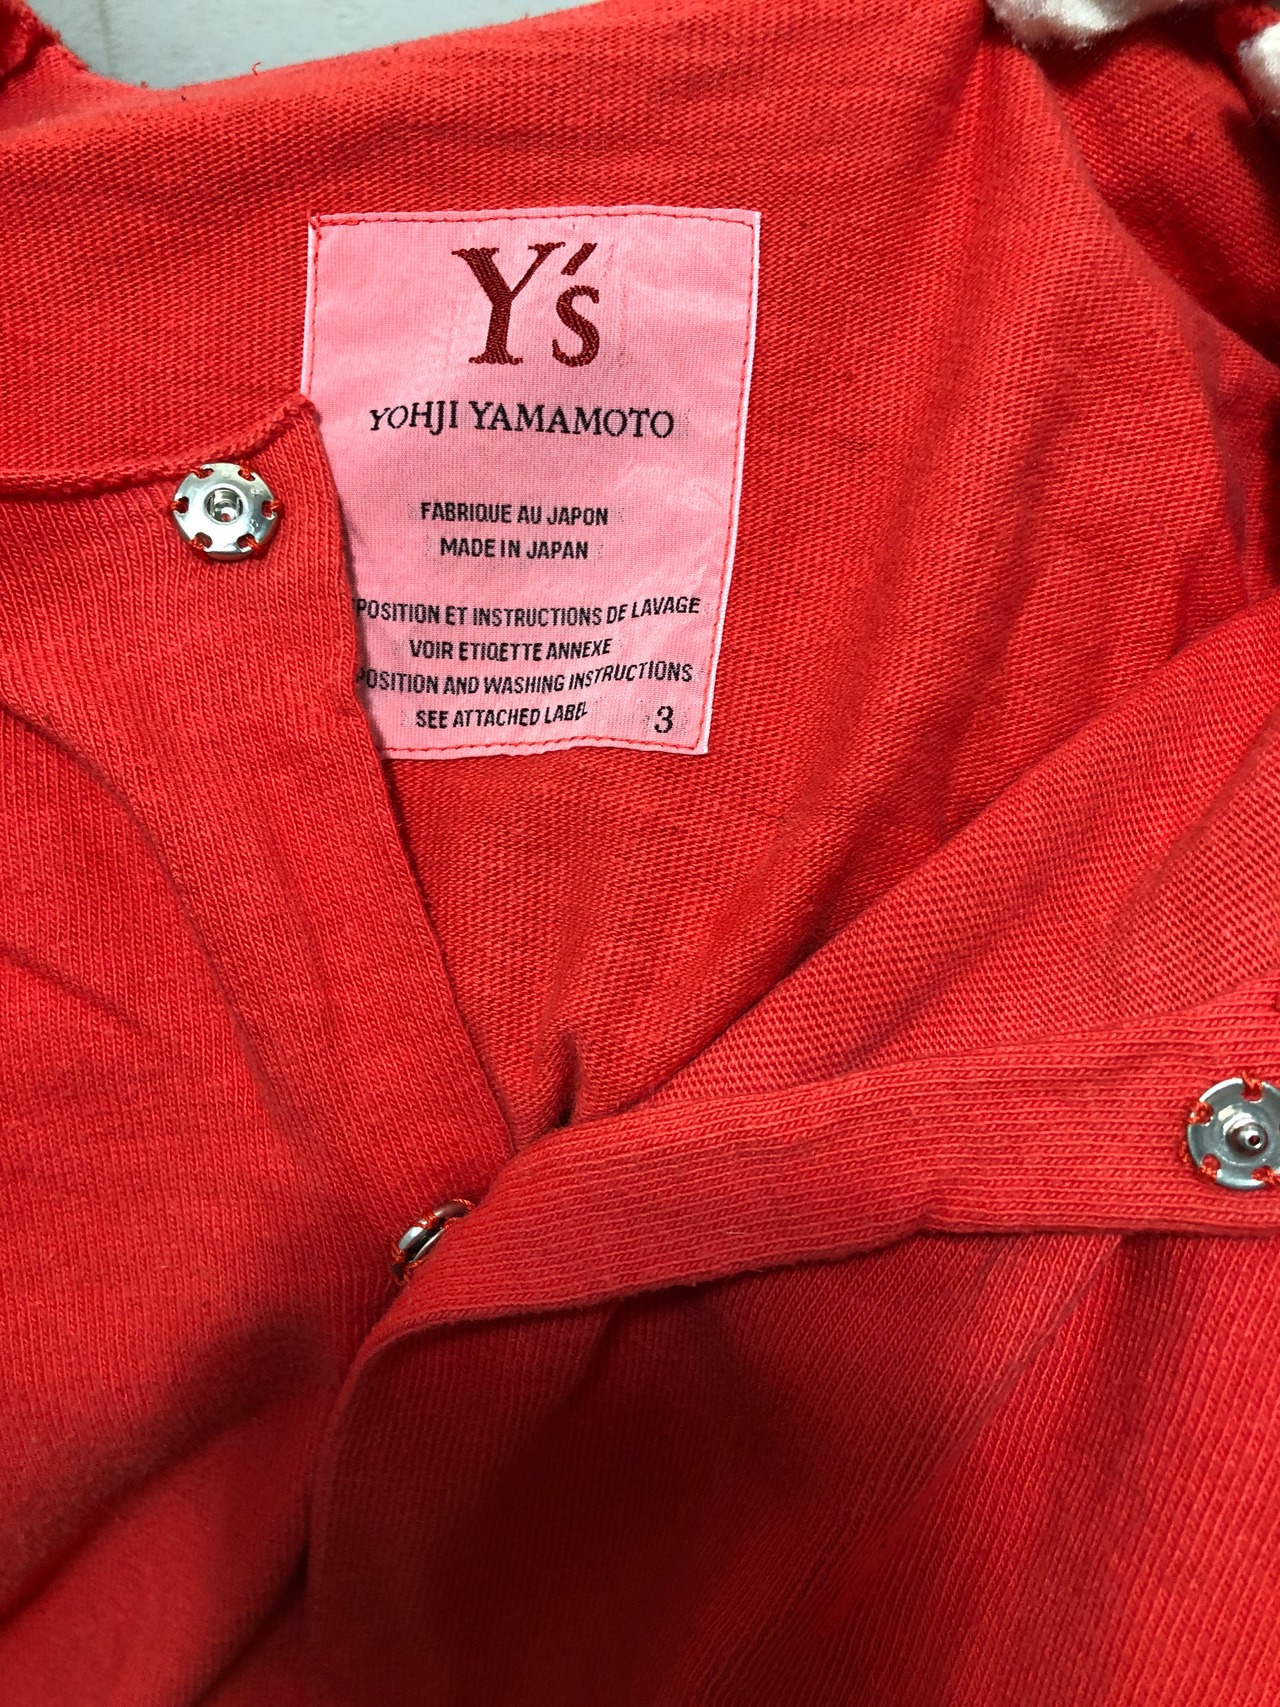 Y's
YOHJI YAMAMOTO
FABRIQUE AU JAPON
MADE IN JAPAN
POSITION ET INSTRUCTIONS DE LAVAGE
VOIR ETIQETTE ANNEXE
POSITION AND WASHING INSTRUCTIONS
SEE ATTACHED LABEL 3